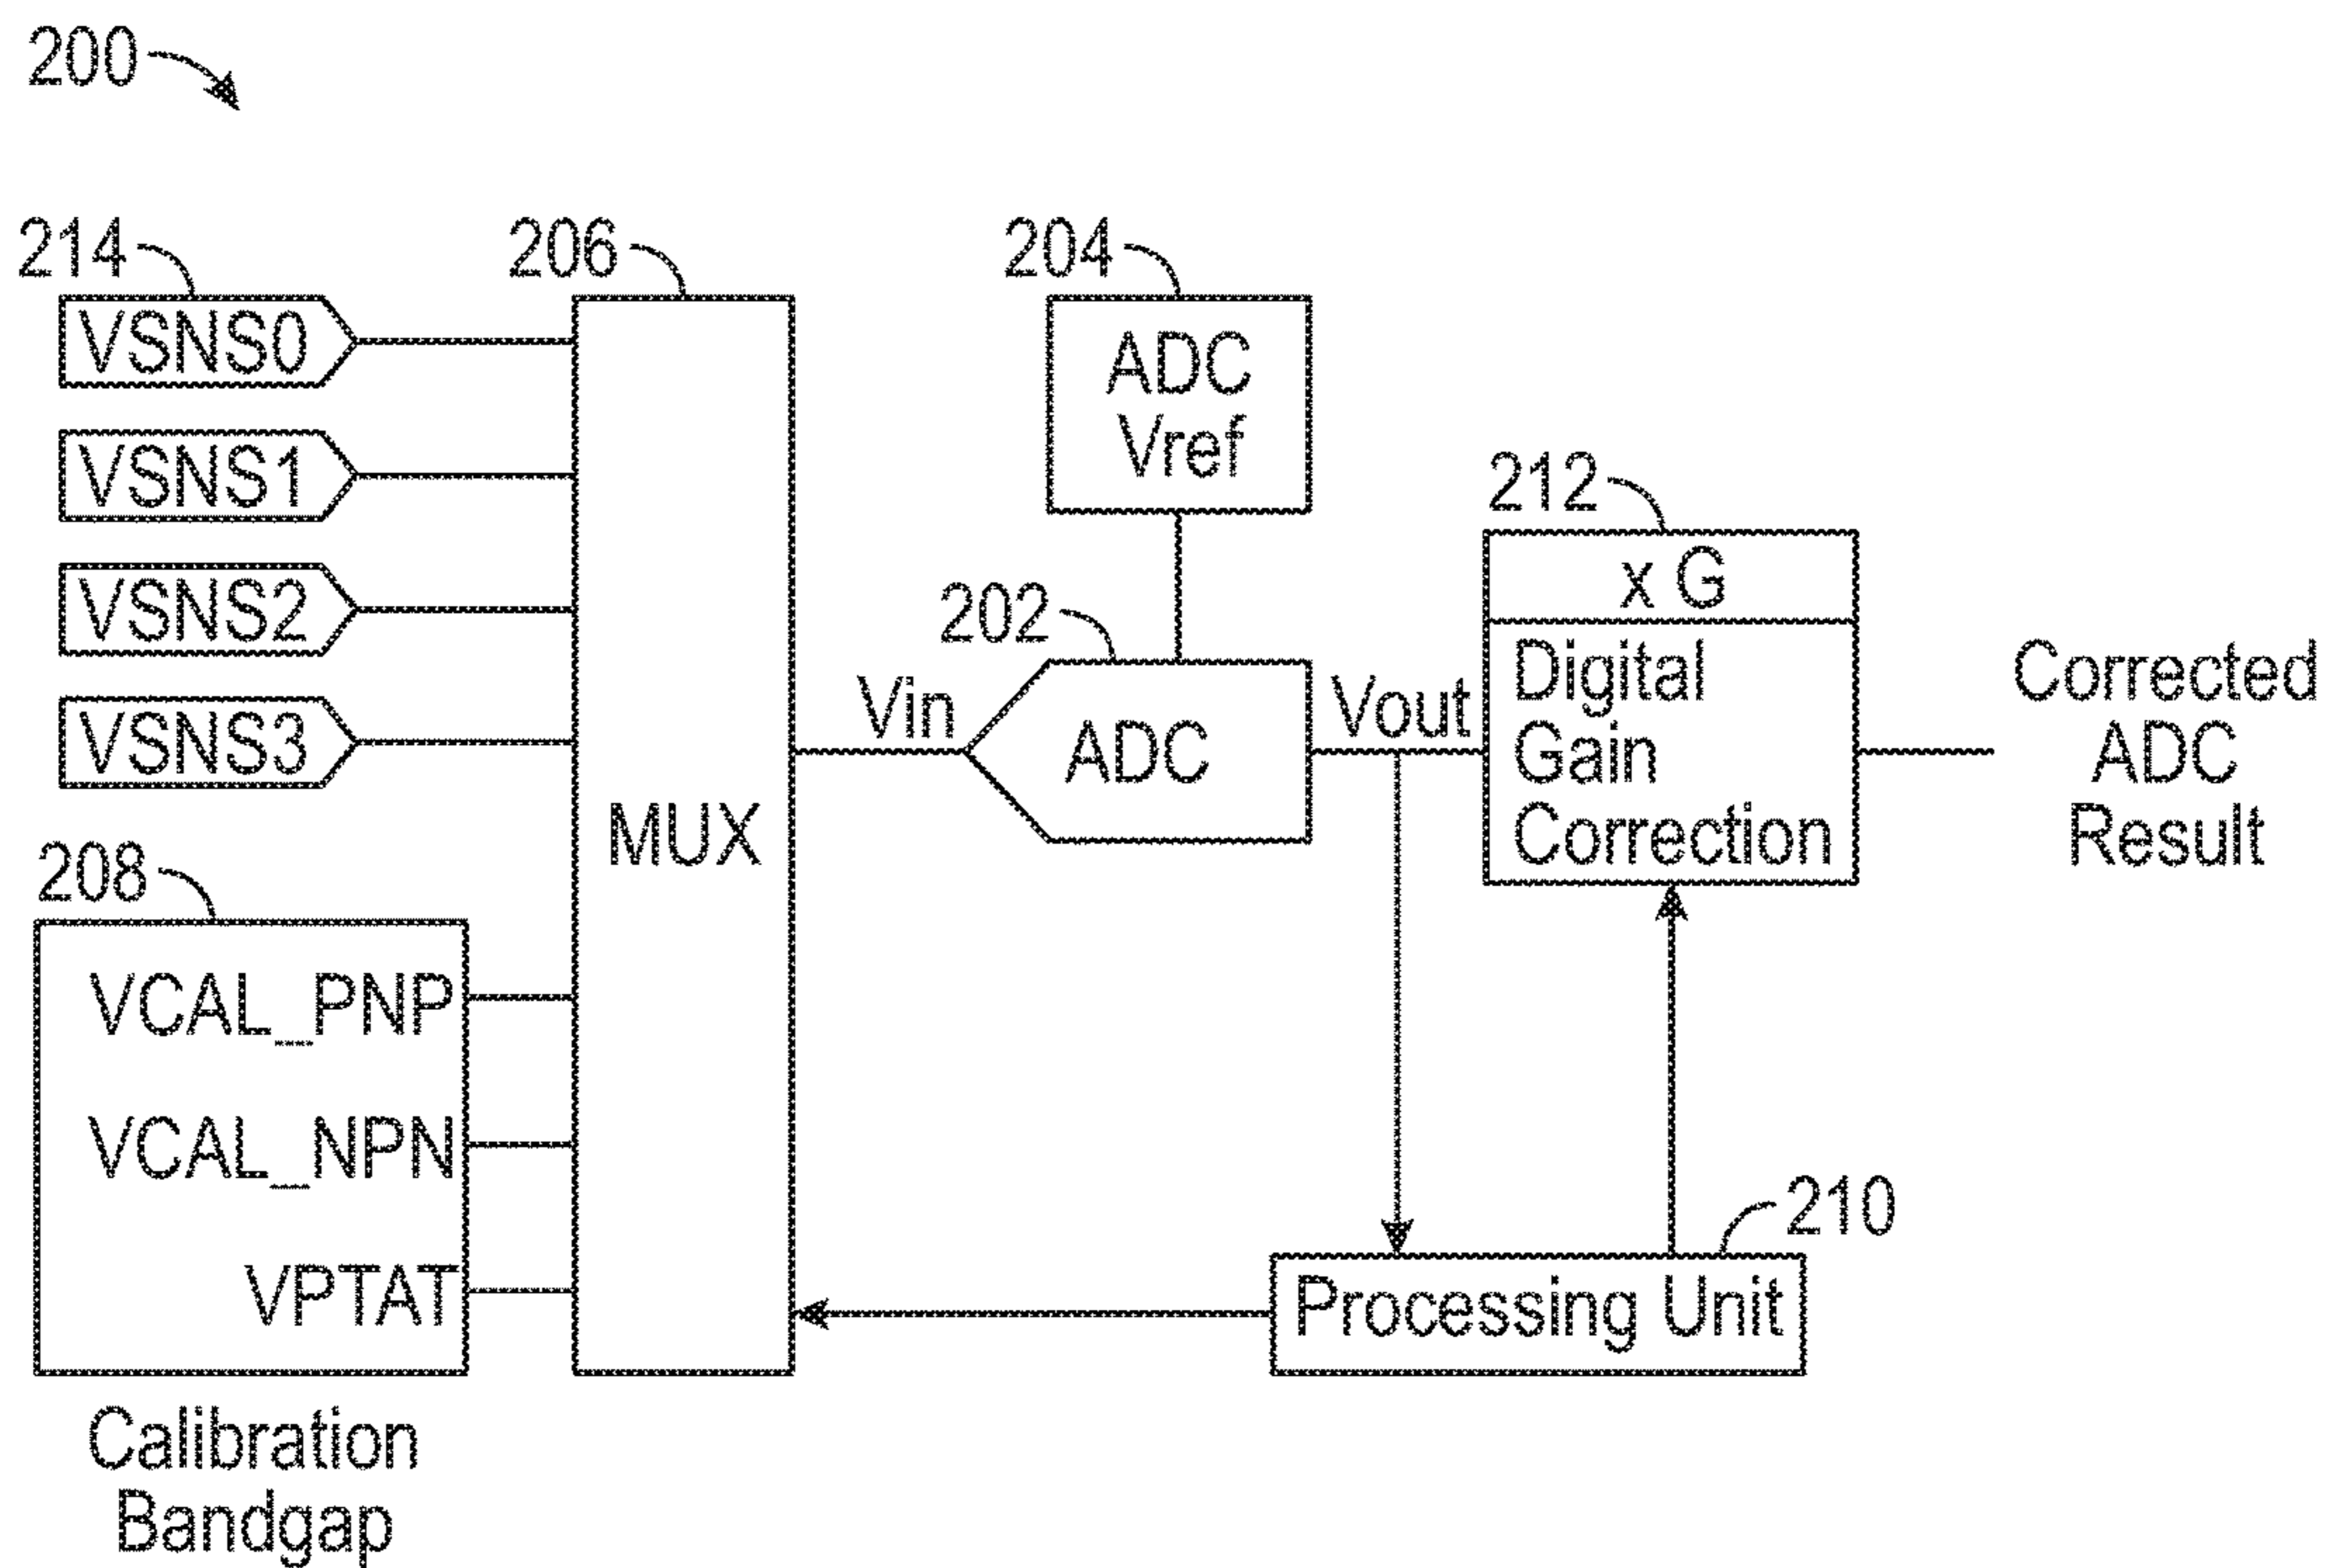 200
214
206
204
VSNS0
ADC
Vref
VSNS1
212
x G
VSNS2
202
Digital
Gain
Correction
Corrected
ADC
Result
Vin
ADC
Vout
VSNS3
MUX
208
VCAL_PNP
VCAL_NPN
VPTAT
210
Processing Unit
Calibration
Bandgap